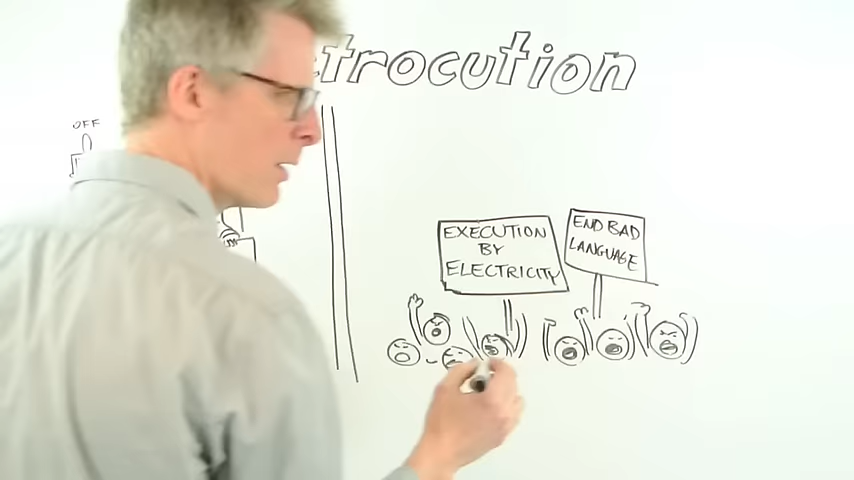 trocution
OFF
EXECUTION
BY
ELECTRICITY
END BAD
LANGUAGE